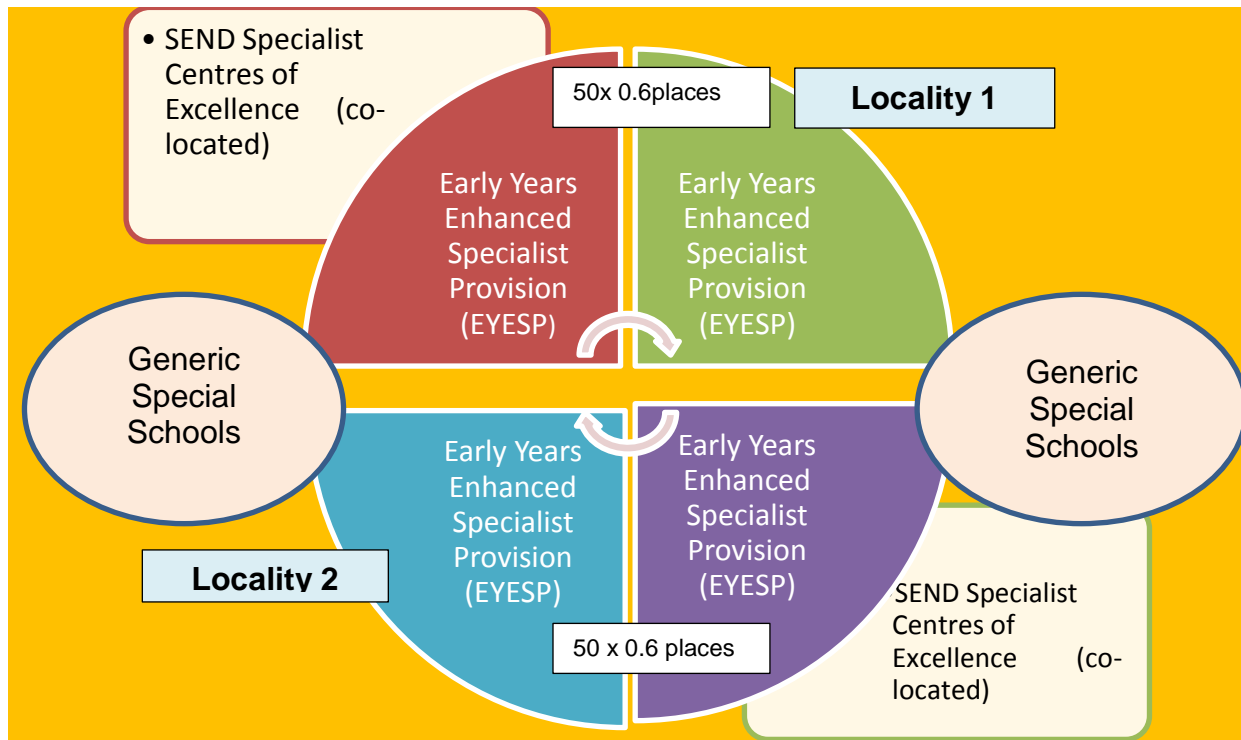 • SEND Specialist
Centres of
Excellence (co-
located)
50x 0.6places
Locality 1
Early Years
Enhanced
Specialist
Provision
(EYESP)
Early Years
Enhanced
Specialist
Provision
(EYESP)
Generic
Special
Schools
Generic
Special
Schools
Early Years
Enhanced
Specialist
Provision
(EYESP)
Early Years
Enhanced
Specialist
Provision
(EYESP)
Locality 2
50 x 0.6 places
SEND Specialist
Centres of
Excellence (co-
located)